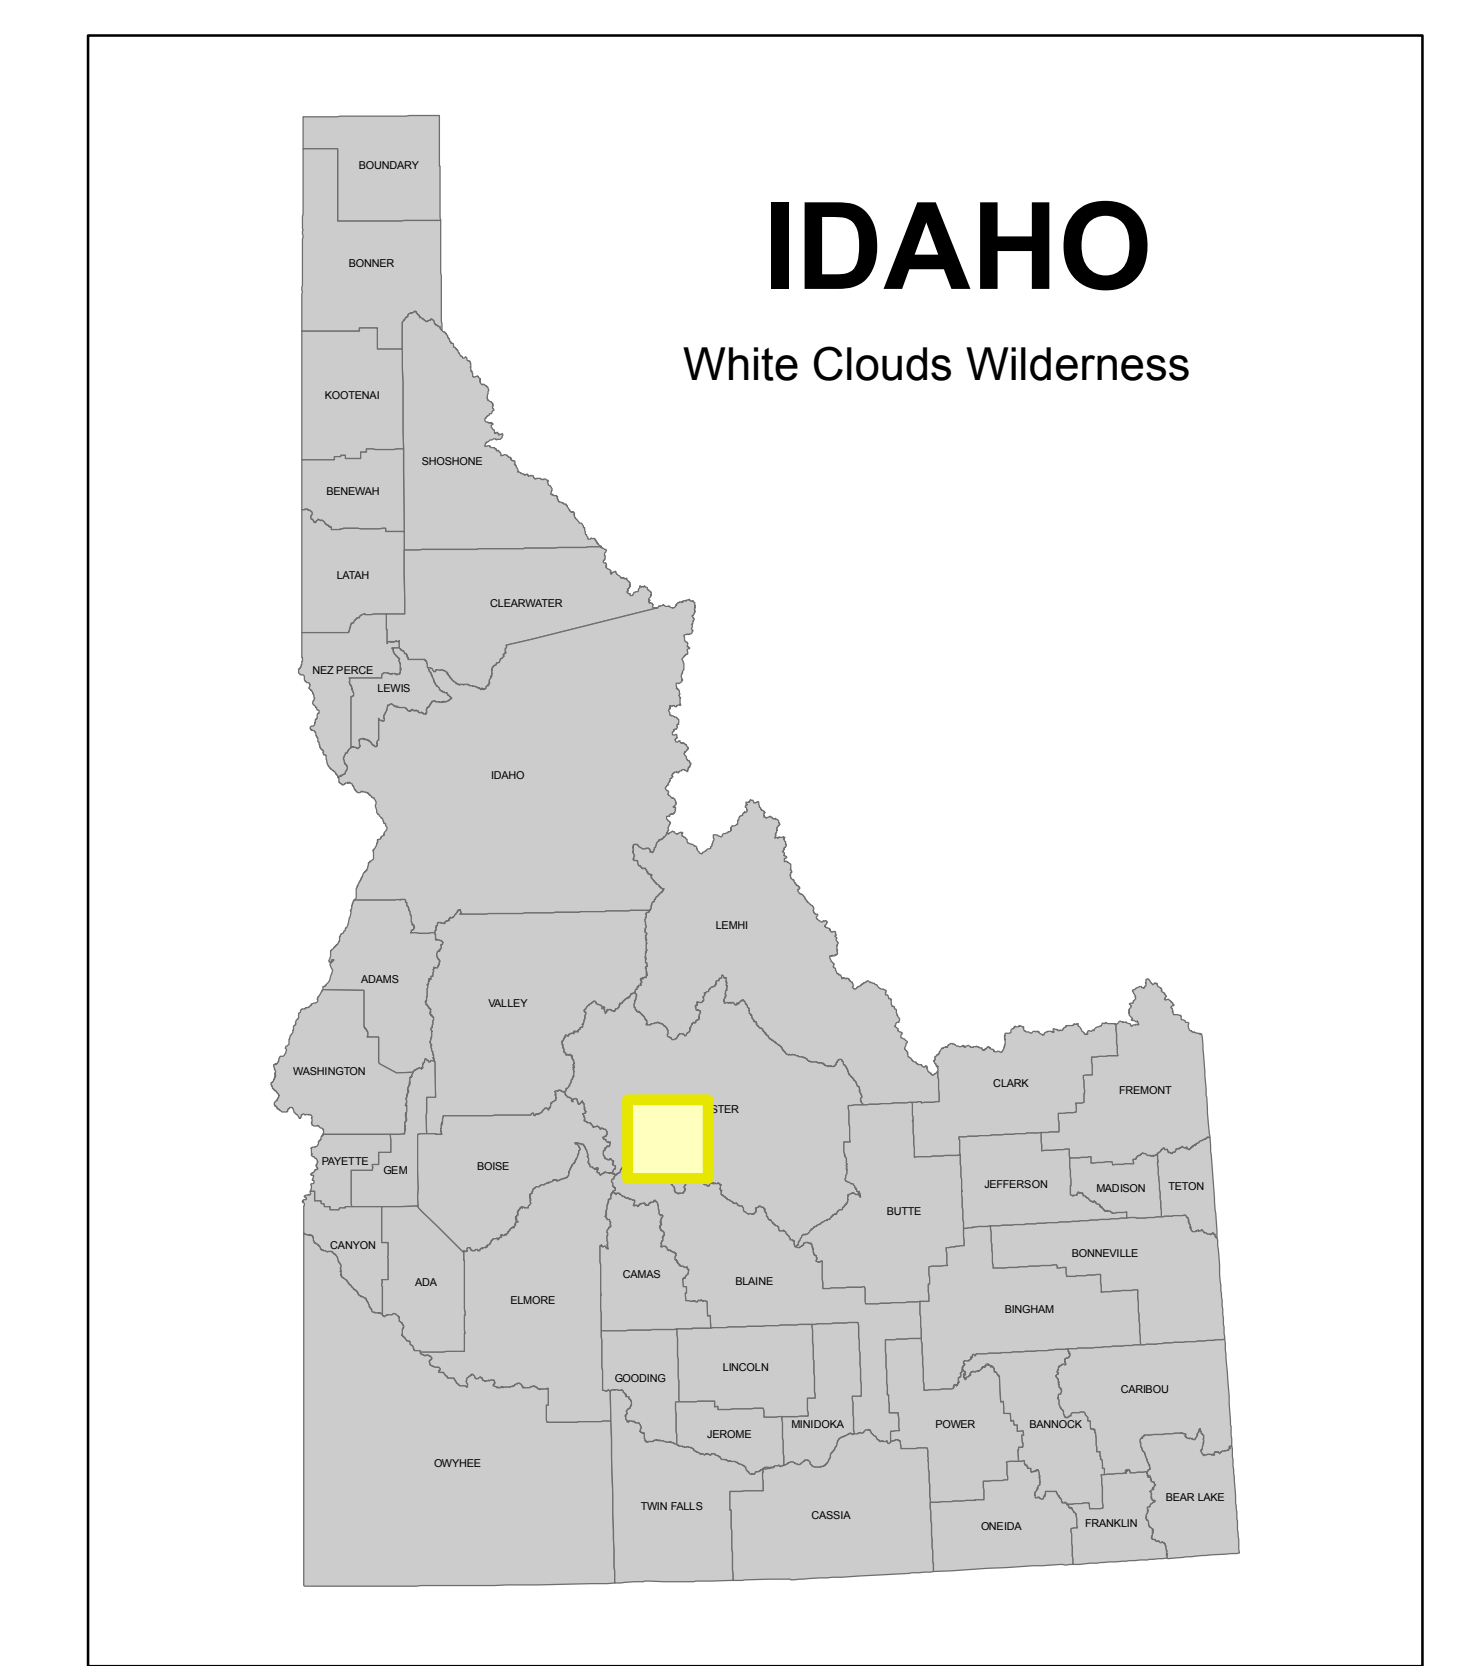 BOUNDARY
IDAHO
BONNER
White Clouds Wilderness
KOOTENAI
SHOSHONE
BENEWAH
LATAH
CLEARWATER
NEZ PERCE
LEWIS
IDAHO
LEMHI
ADAMS
VALLEY
WASHINGTON
CLARK
FREMONT
STER
PAYETTE
GEM
BOISE
JEFFERSON
MADISON
TETON
BUTTE
CANYON
BONNEVILLE
ADA
CAMAS
BLAINE
ELMORE
BINGHAM
GOODING
LINCOLN
CARIBOU
JEROME
MINIDOKA
POWER
BANNOCK
OWYHEE
TWIN FALLS
CASSIA
ONEIDA
FRANKLIN
BEAR LAKE